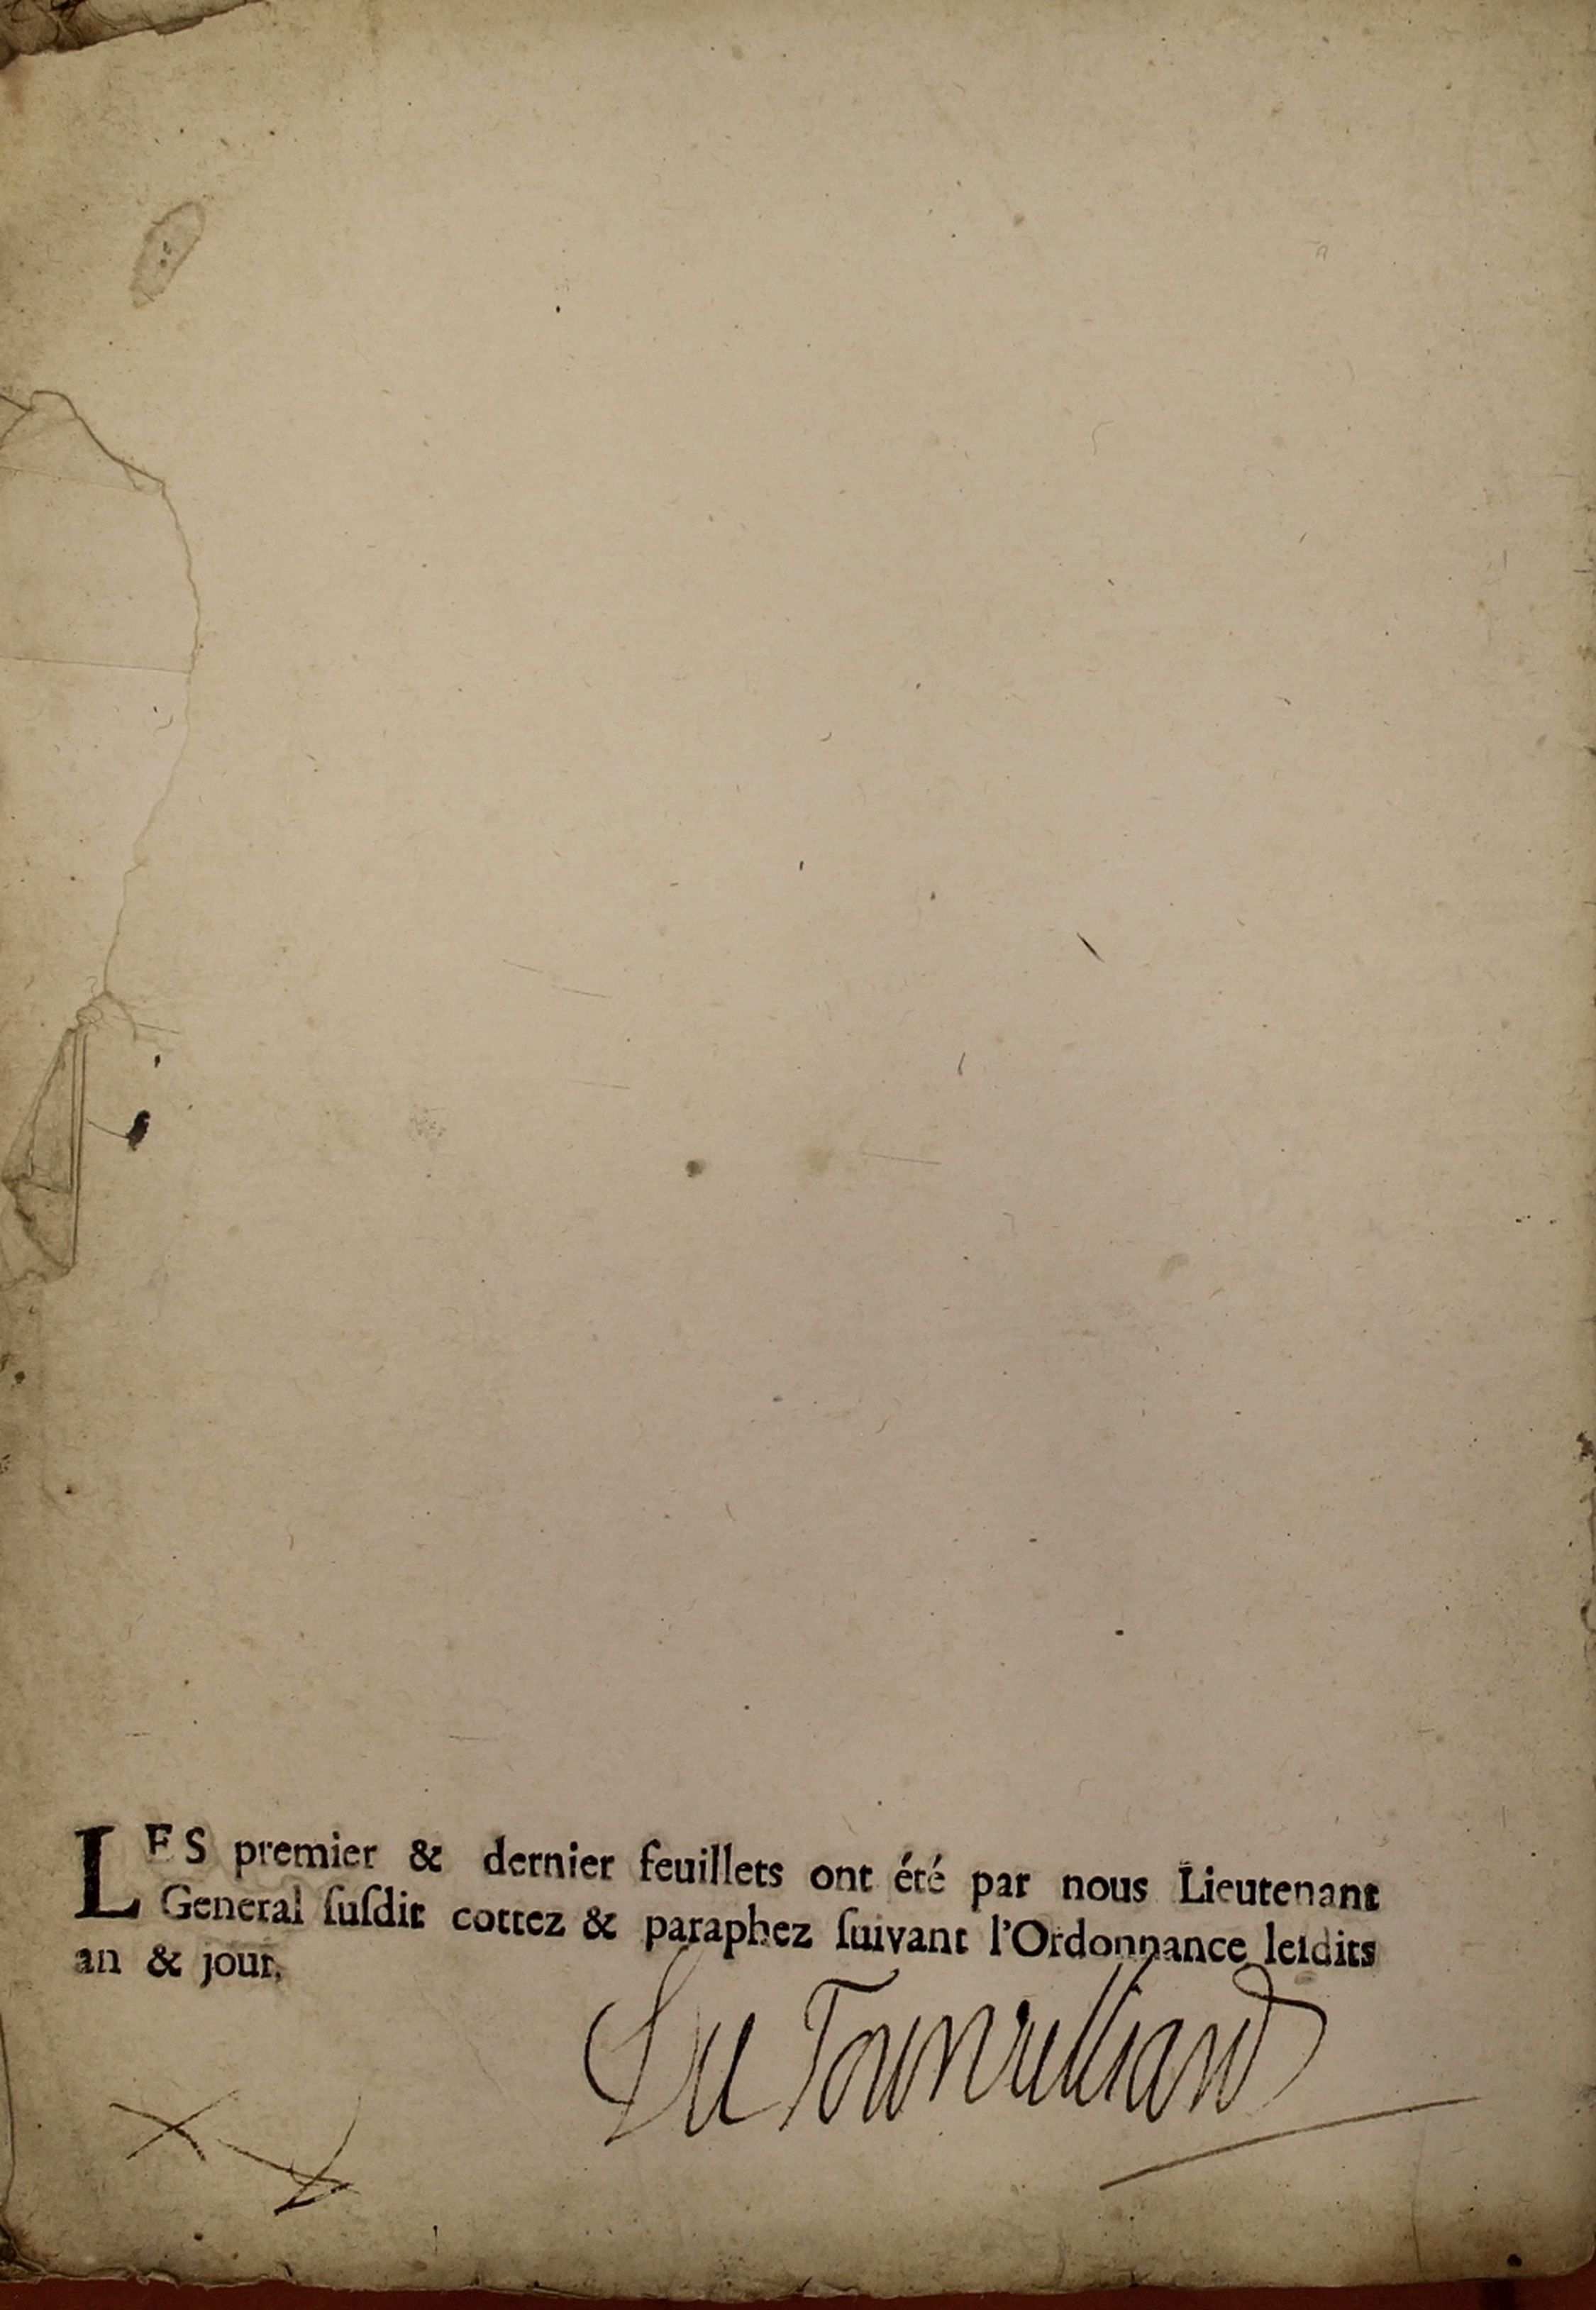 LES premier & dernier feuillets ont été par nous Lieutenant
General ſuſdit cottez & paraphez ſuivant l'Ordonnance leſdits
an & jour.